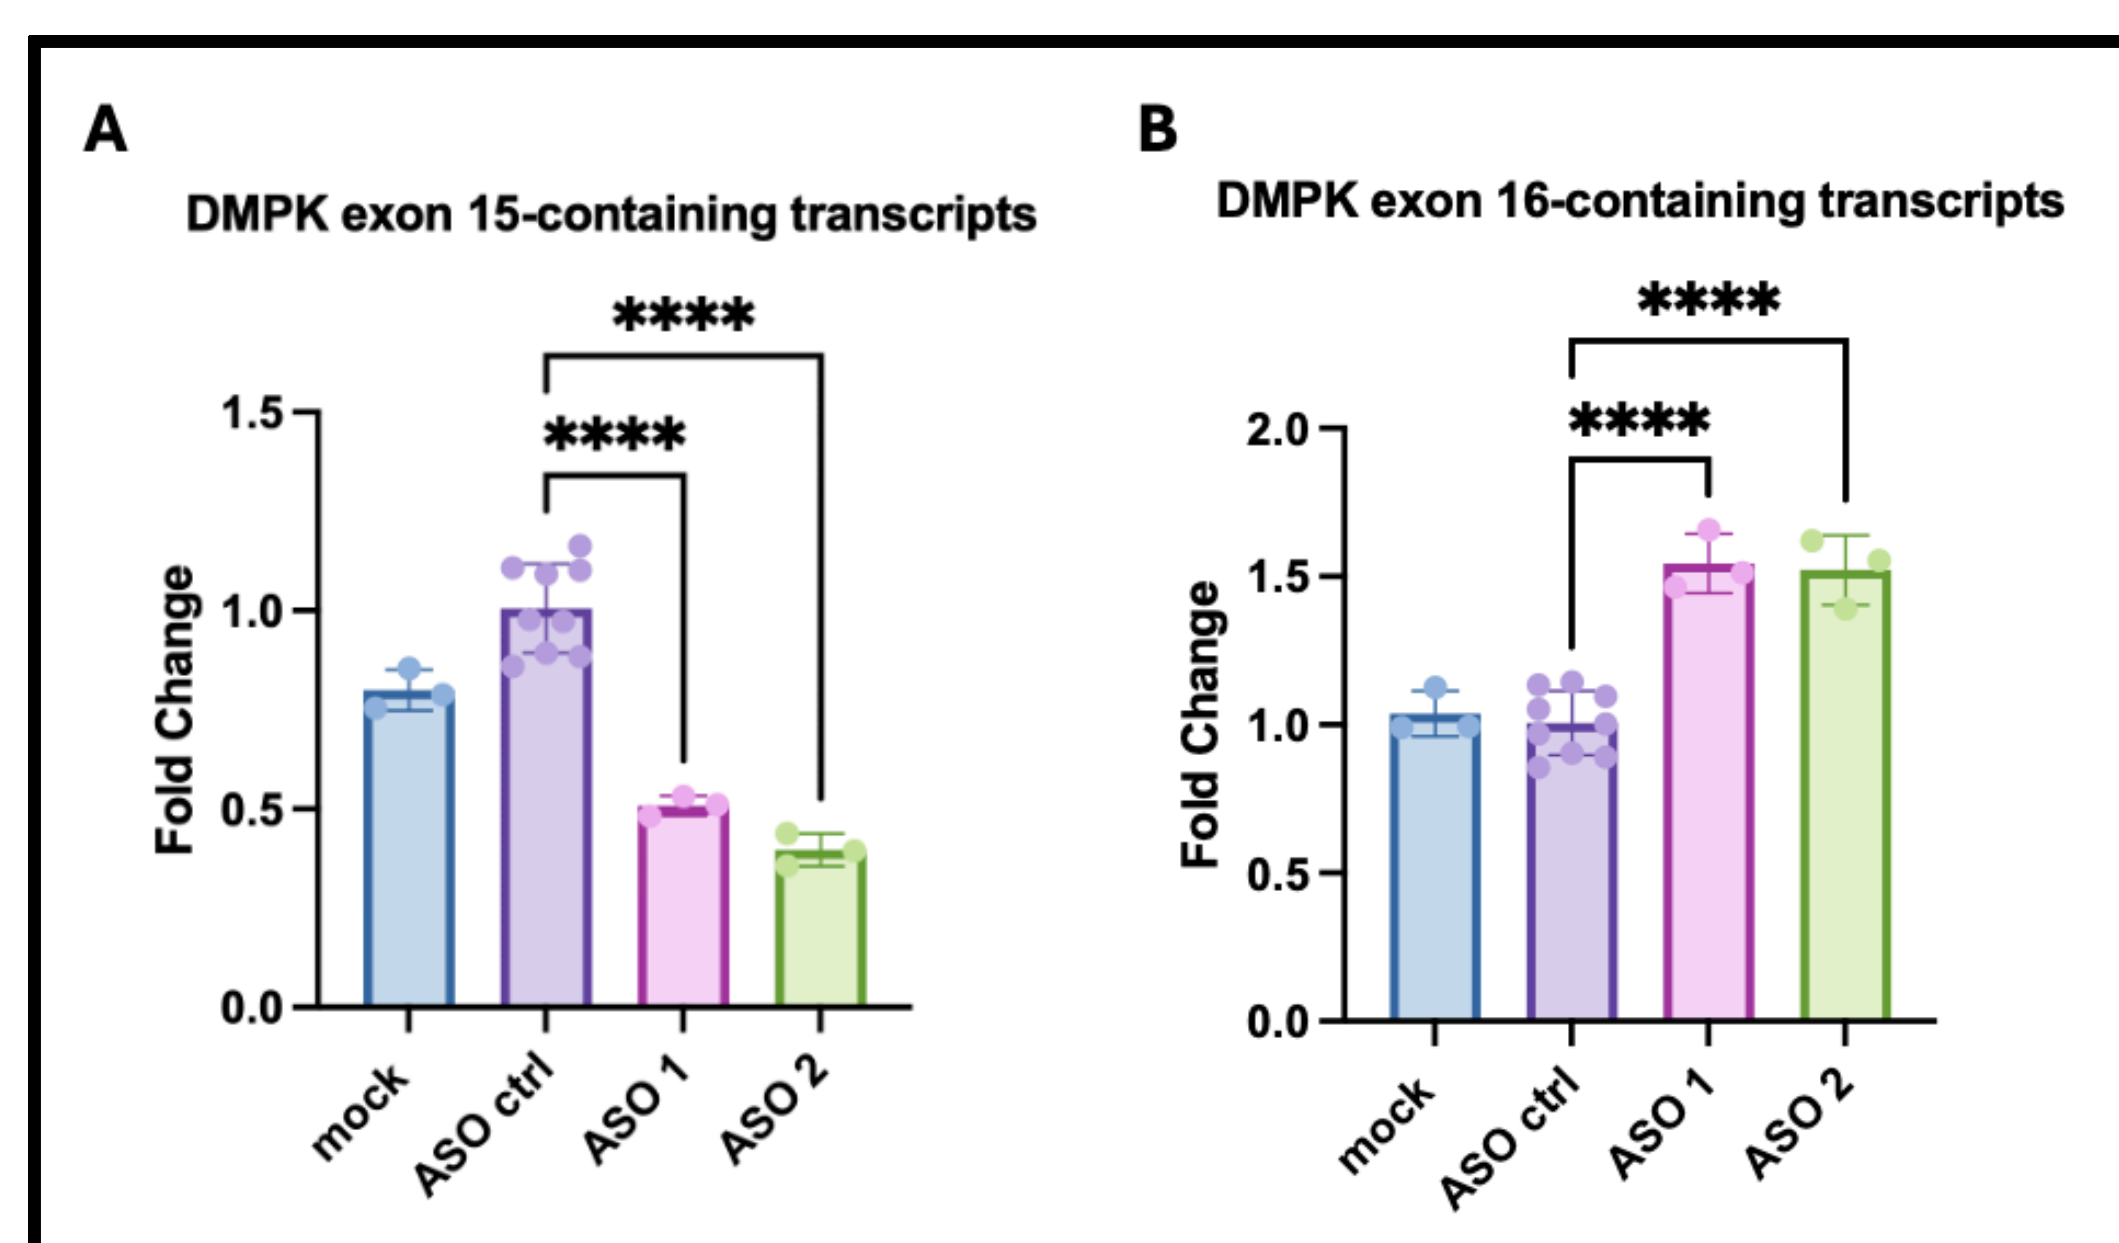 A
DMPK exon 15-containing transcripts
****
****
1.5
1.0
0.5
0.0
Fold Change
mock
ASO ctrl
ASO 1
ASO 2
B
DMPK exon 16-containing transcripts
****
****
2.0
1.5
1.0
0.5
0.0
Fold Change
mock
ASO ctrl
ASO 1
ASO 2